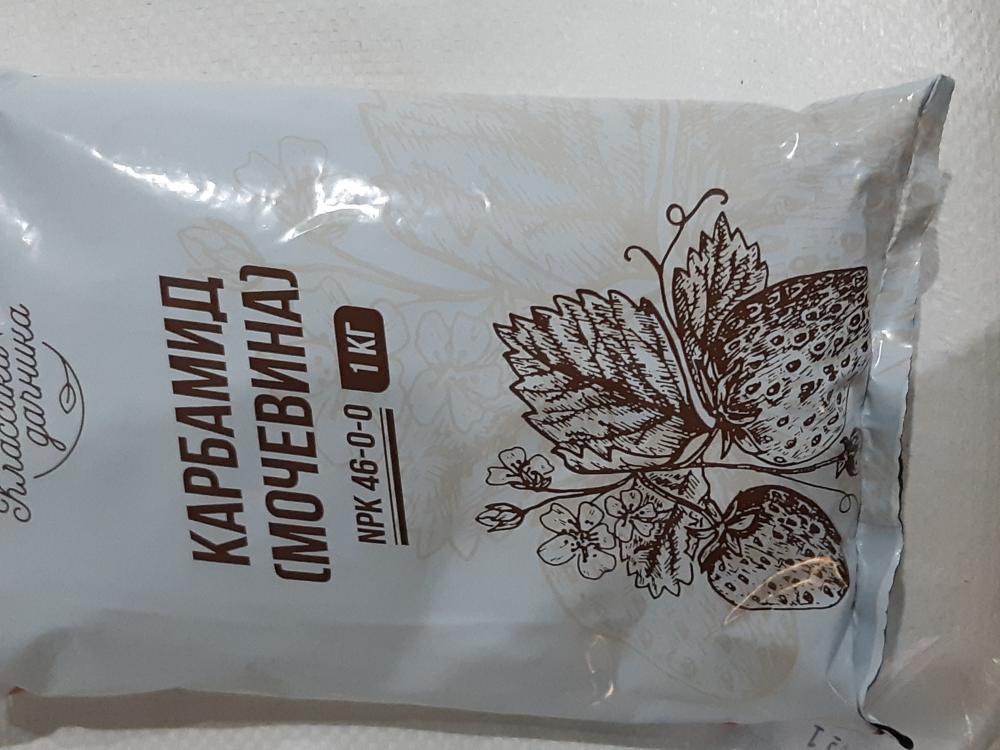 Классика
дачника
КАРБАМИД
(МОЧЕВИНА)
NPK 46-0-0 1 КГ